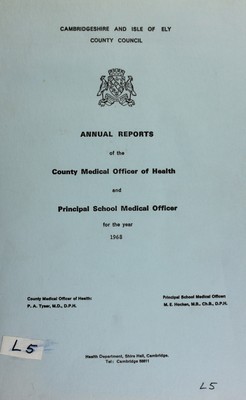 CAMBRIDGESHIRE AND ISLE OF ELY
COUNTY COUNCIL
ANNUAL REPORTS
of the
County Medical Officer of Health
and
Principal School Medical Officer
for the year
1968
County Medical Officer of Health:
P. A. Tyser, M.D., D.P.H.
Principal School Medical Officer:
M. E. Hocken, M.B., Ch.B., D.P.H.
L5
Health Department, Shire Hall, Cambridge.
Tel: Cambridge 58811
L5